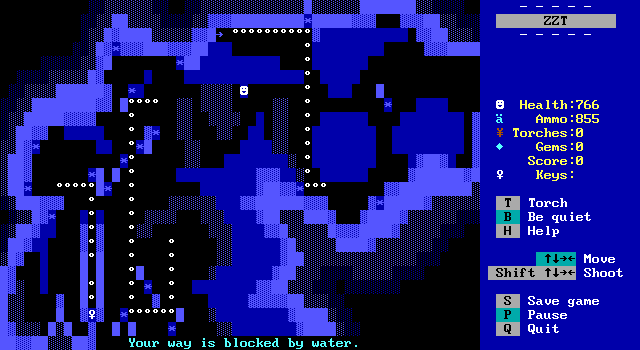 ZZT
Health:766
Ammo:855
Torches:0
Gems:0
Score:0
Keys:
T Torch
B Be quiet
H Help
↑↓→← Move
Shift ↑↓→← Shoot
S Save game
P Pause
Q Quit
Your way is blocked by water.